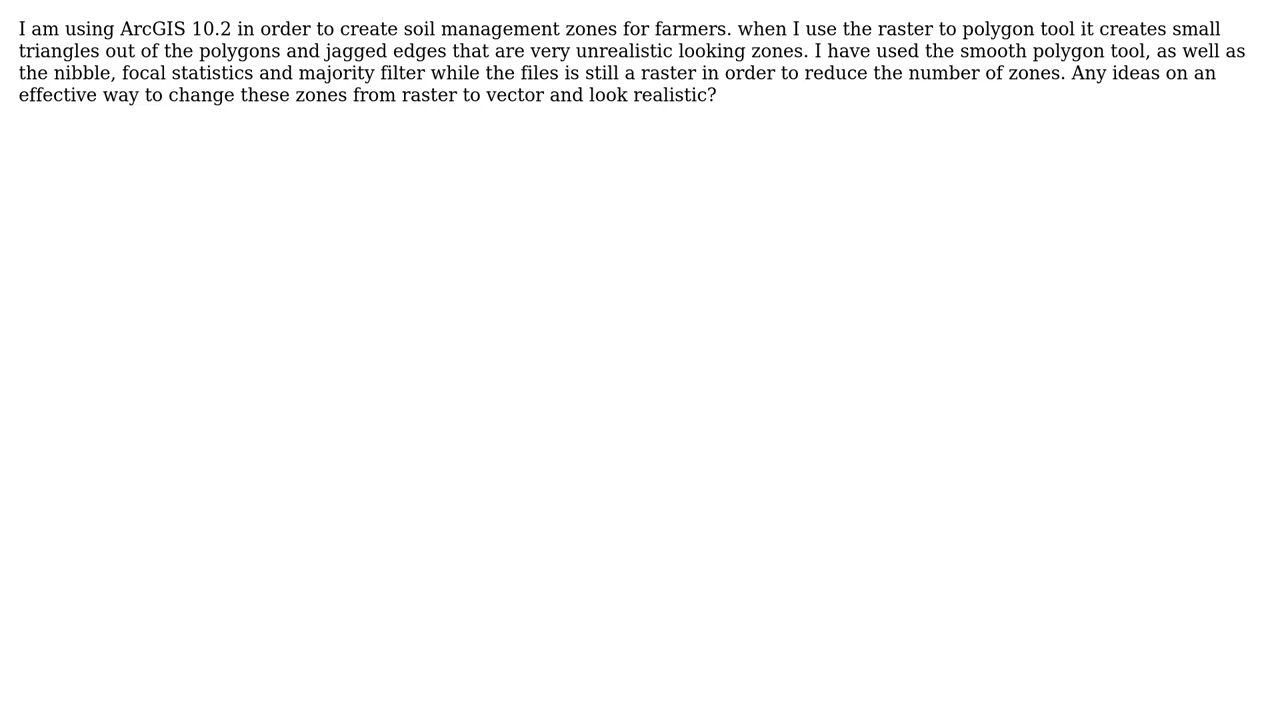 I am using ArcGIS 10.2 in order to create soil management zones for farmers. when I use the raster to polygon tool it creates small
triangles out of the polygons and jagged edges that are very unrealistic looking zones. I have used the smooth polygon tool, as well as
the nibble, focal statistics and majority filter while the files is still a raster in order to reduce the number of zones. Any ideas on an
effective way to change these zones from raster to vector and look realistic?